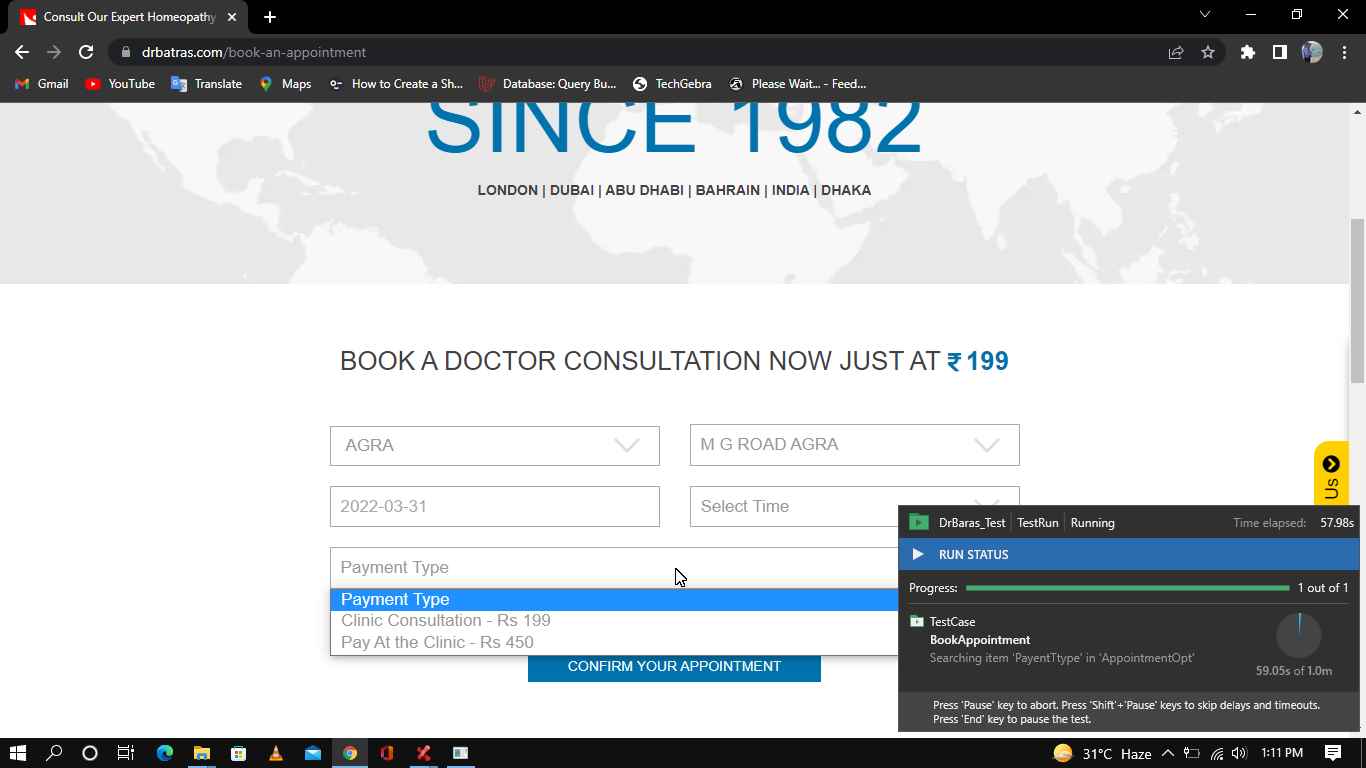 Consult Our Expert Homeopathy
drbatras.com/book-an-appointment
Gmail
YouTube
Translate
Maps
How to Create a Sh...
Database: Query Bu...
TechGebra
Please Wait... - Feed...
SINCE 1982
LONDON | DUBAI | ABU DHABI | BAHRAIN | INDIA | DHAKA
BOOK A DOCTOR CONSULTATION NOW JUST AT ₹ 199
AGRA
M G ROAD AGRA
2022-03-31
Select Time
Us
Payment Type
Payment Type
Clinic Consultation - Rs 199
Pay At the Clinic - Rs 450
CONFIRM YOUR APPOINTMENT
DrBaras_Test
TestRun
Running
Time elapsed: 57.98s
RUN STATUS
Progress:
1 out of 1
TestCase
BookAppointment
Searching item 'PayentTtype' in 'AppointmentOpt'
59.05s of 1.0m
Press 'Pause' key to abort. Press 'Shift'+'Pause' keys to skip delays and timeouts.
Press 'End' key to pause the test.
31°C Haze
1:11 PM